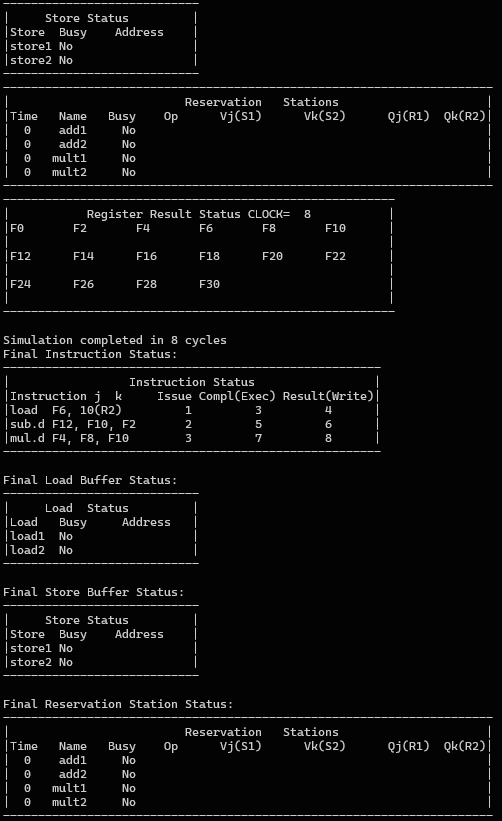 Store Status
Store  Busy    Address
store1 No
store2 No
Reservation   Stations
Time   Name   Busy    Op      Vj(S1)      Vk(S2)      Qj(R1)  Qk(R2)
0    add1     No
0    add2     No
0   mult1     No
0   mult2     No
Register Result Status CLOCK=  8
F0       F2       F4       F6       F8       F10
F12      F14      F16      F18      F20      F22
F24      F26      F28      F30
Simulation completed in 8 cycles
Final Instruction Status:
Instruction Status
Instruction j  k     Issue Compl(Exec) Result(Write)
load  F6, 10(R2)         1         3         4
sub.d F12, F10, F2       2         5         6
mul.d F4, F8, F10        3         7         8
Final Load Buffer Status:
Load  Status
Load   Busy     Address
load1  No
load2  No
Final Store Buffer Status:
Store Status
Store  Busy    Address
store1 No
store2 No
Final Reservation Station Status:
Reservation   Stations
Time   Name   Busy    Op      Vj(S1)      Vk(S2)      Qj(R1)  Qk(R2)
0    add1     No
0    add2     No
0   mult1     No
0   mult2     No